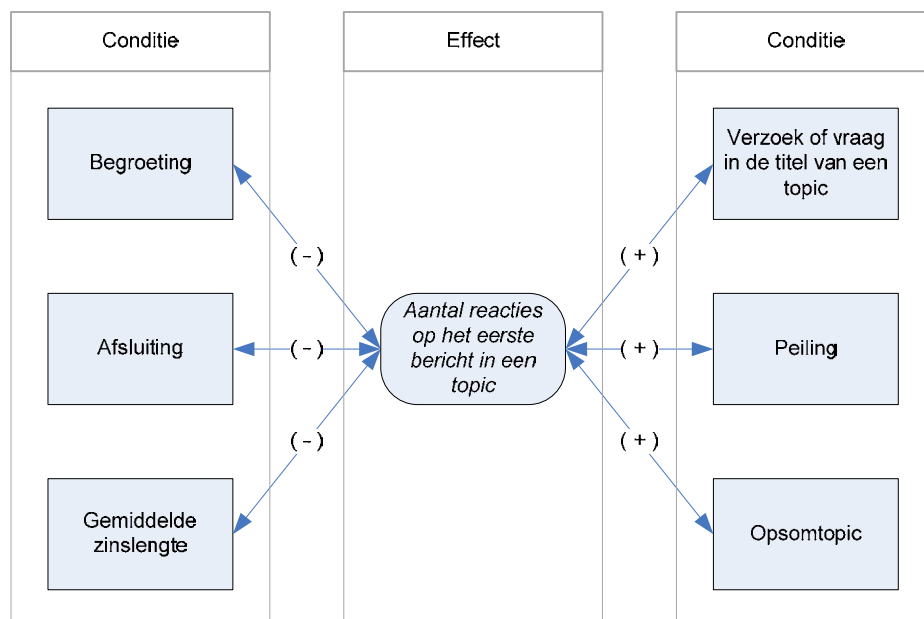 Conditie
Effect
Conditie
Begroeting
Verzoek of vraag
in de titel van een
topic
( - )
( + )
Afsluiting
( - )
Aantal reacties
op het eerste
bericht in een
topic
( + )
Peiling
( - )
( + )
Gemiddelde
zinslengte
Opsomtopic